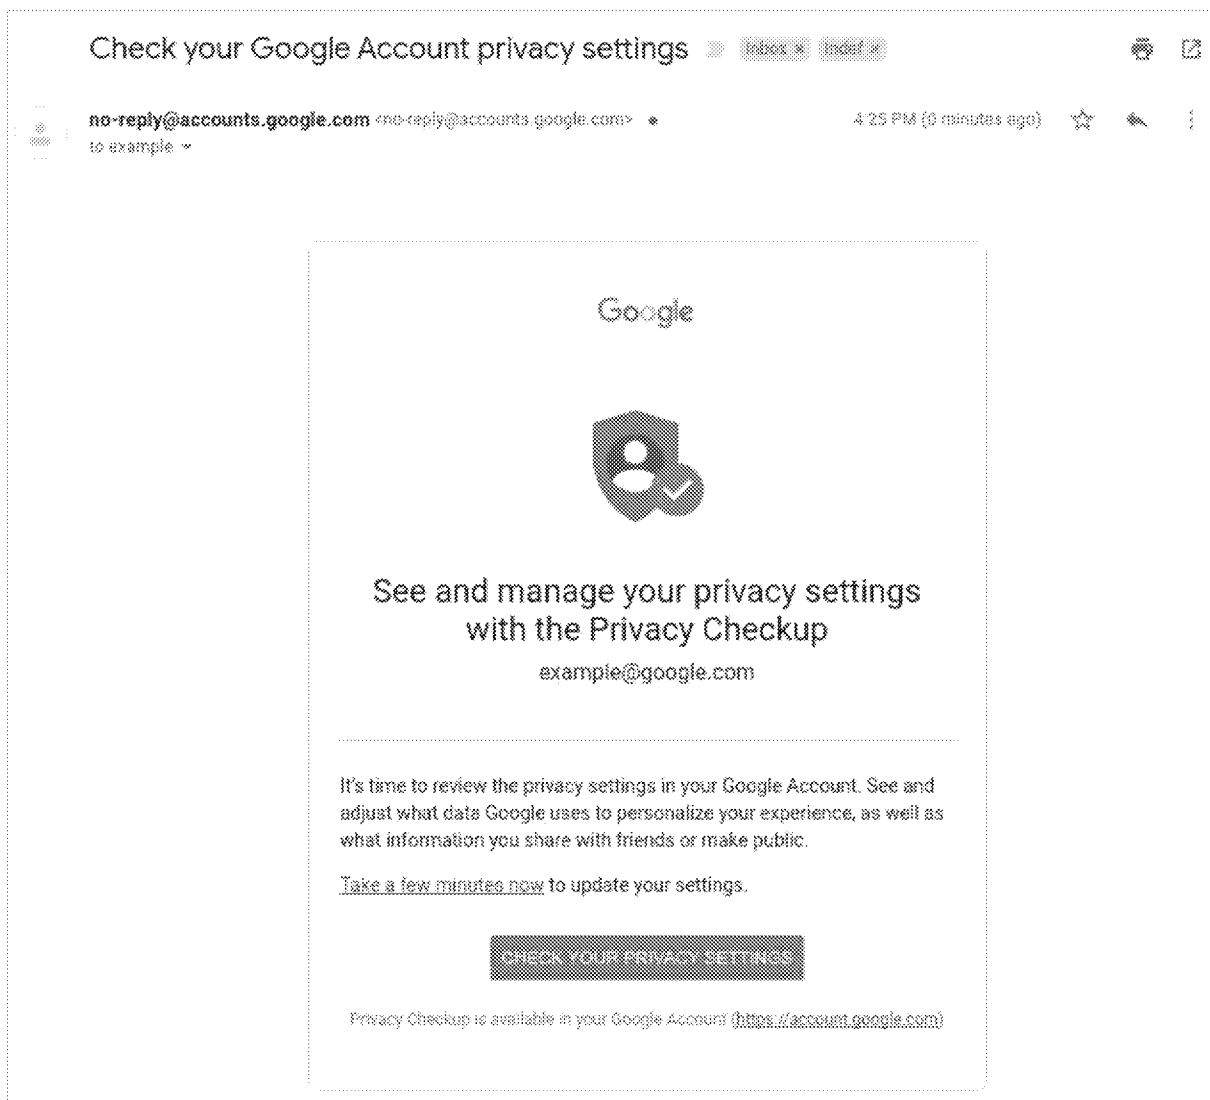 Check your Google Account privacy settings Inbox x Indef x
no-reply@accounts.google.com <no-reply@accounts.google.com> 4:25 PM (0 minutes ago)
to example
Google
See and manage your privacy settings
with the Privacy Checkup
example@google.com
It's time to review the privacy settings in your Google Account. See and
adjust what data Google uses to personalize your experience, as well as
what information you share with friends or make public.
Take a few minutes now to update your settings.
CHECK YOUR PRIVACY SETTINGS
Privacy Checkup is available in your Google Account (https://account.google.com)